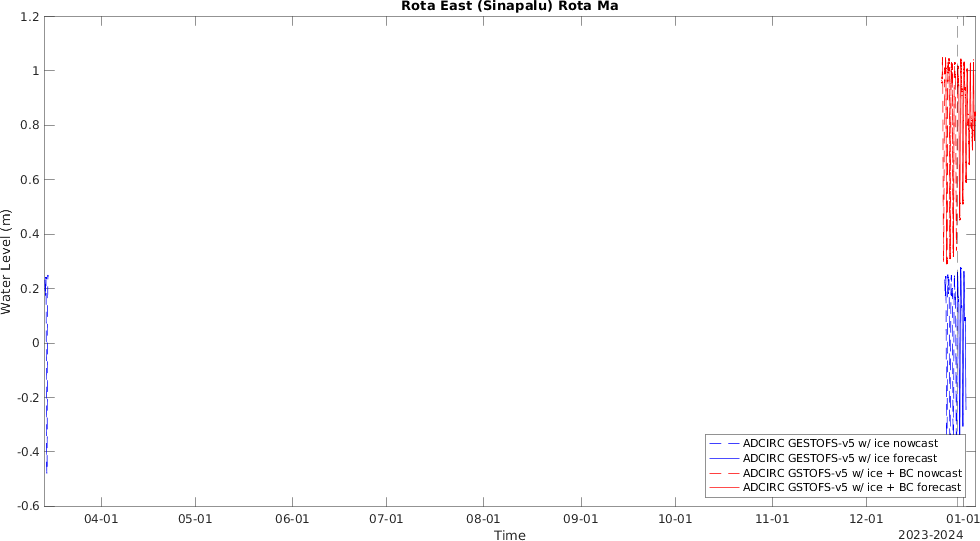 Rota East (Sinapalu) Rota Ma
Water Level (m)
1.2
1
0.8
0.6
0.4
0.2
0
-0.2
-0.4
-0.6
ADCIRC GESTOFS-v5 w/ ice nowcast
ADCIRC GESTOFS-v5 w/ ice forecast
ADCIRC GSTOFS-v5 w/ ice + BC nowcast
ADCIRC GSTOFS-v5 w/ ice + BC forecast
04-01 05-01 06-01 07-01 08-01 09-01 10-01 11-01 12-01 01-01
Time
2023-2024